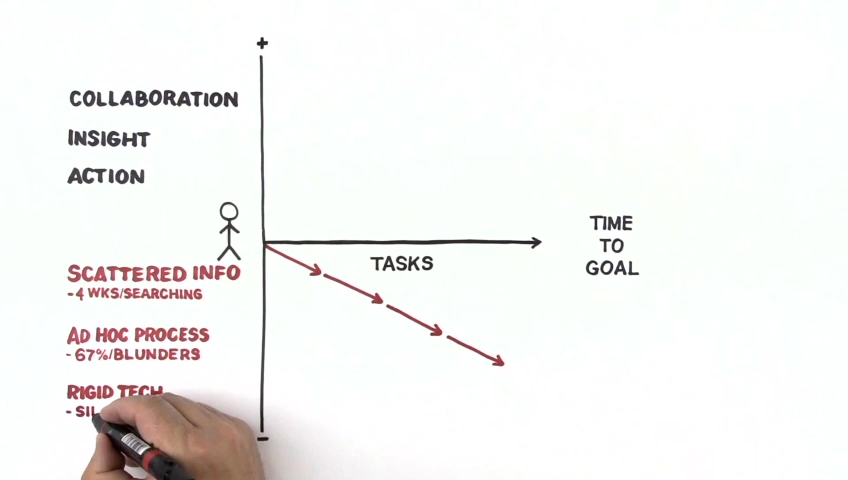 +
COLLABORATION
INSIGHT
ACTION
TIME
TO
GOAL
TASKS
SCATTERED INFO
-4 WKS/SEARCHING
AD HOC PROCESS
- 67%/BLUNDERS
RIGID TECH
-